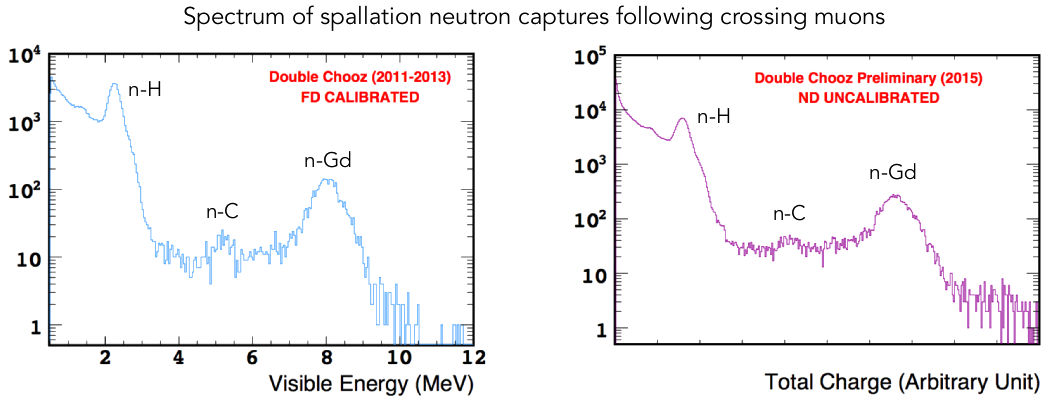 Spectrum of spallation neutron captures following crossing muons
10^4
10^3
10^2
10
1
Double Chooz (2011-2013)
FD CALIBRATED
n-H
n-C
n-Gd
2 4 6 8 10 12
Visible Energy (MeV)
10^5
10^4
10^3
10^2
10
1
Double Chooz Preliminary (2015)
ND UNCALIBRATED
n-H
n-C
n-Gd
Total Charge (Arbitrary Unit)